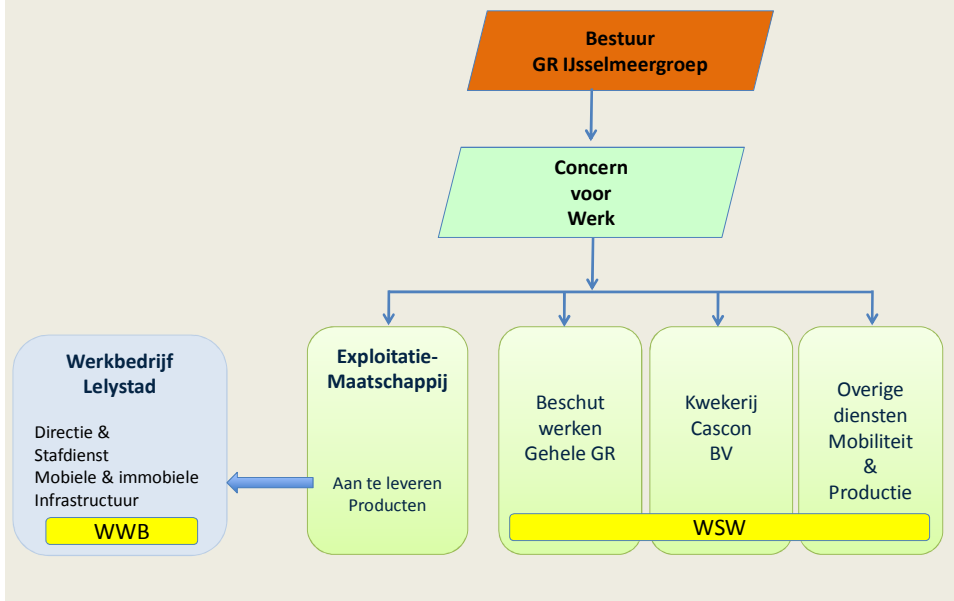 Bestuur
GR IJsselmeergroep
Concern
voor
Werk
Werkbedrijf
Lelystad
Directie &
Stafdienst
Mobiele & immobiele
Infrastructuur
WWB
Exploitatie-
Maatschappij
Aan te leveren
Producten
Beschut
werken
Gehele GR
Kwekerij
Cascon
BV
Overige
diensten
Mobiliteit
&
Productie
WSW